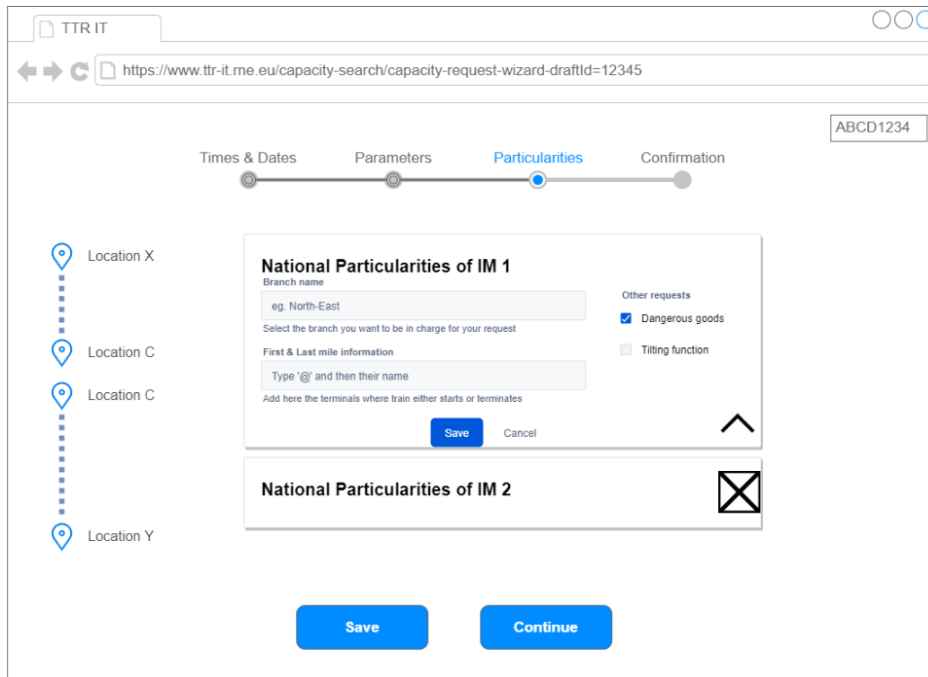 TTR IT
https://www.ttr-it.rne.eu/capacity-search/capacity-request-wizard-draftId=12345
ABCD1234
Times & Dates
Parameters
Particularities
Confirmation
Location X
Location C
Location C
Location Y
National Particularities of IM 1
Branch name
eg. North-East
Select the branch you want to be in charge for your request
First & Last mile information
Type '@' and then their name
Add here the terminals where train either starts or terminates
Other requests
Dangerous goods
Tilting function
Save
Cancel
National Particularities of IM 2
Save
Continue